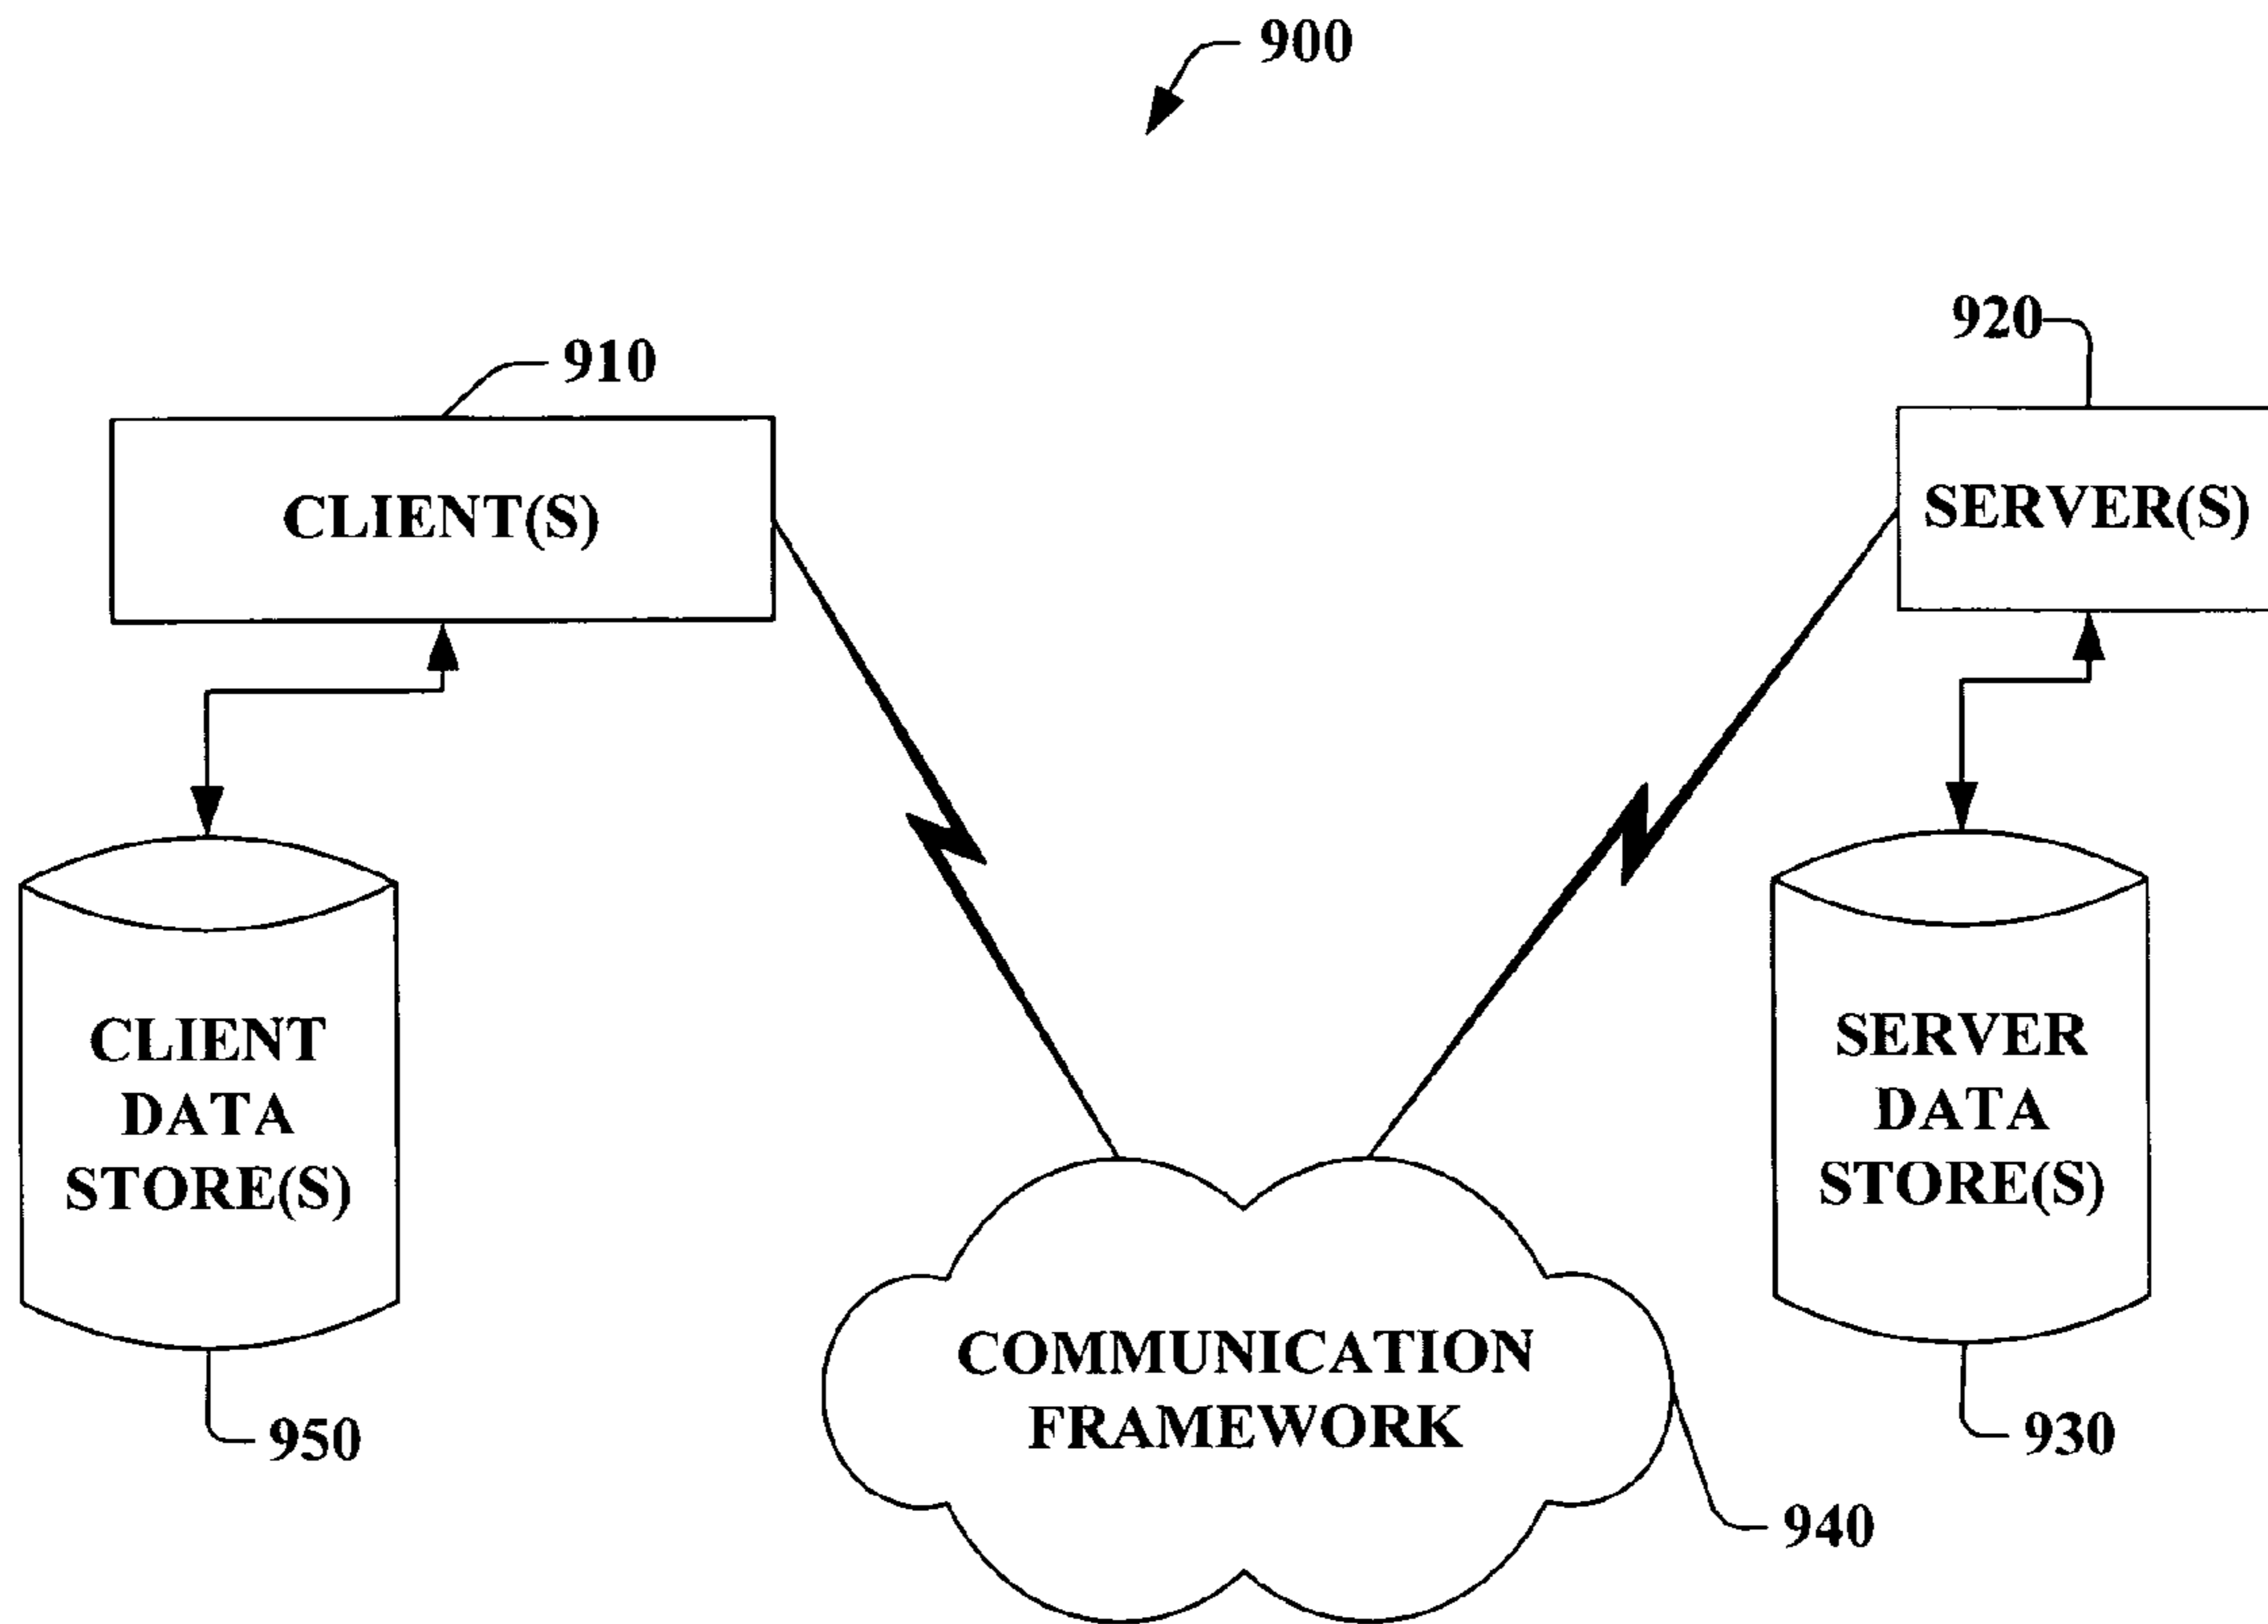 900
910
920
CLIENT(S)
SERVER(S)
CLIENT
DATA
STORE(S)
SERVER
DATA
STORE(S)
COMMUNICATION
FRAMEWORK
950
930
940